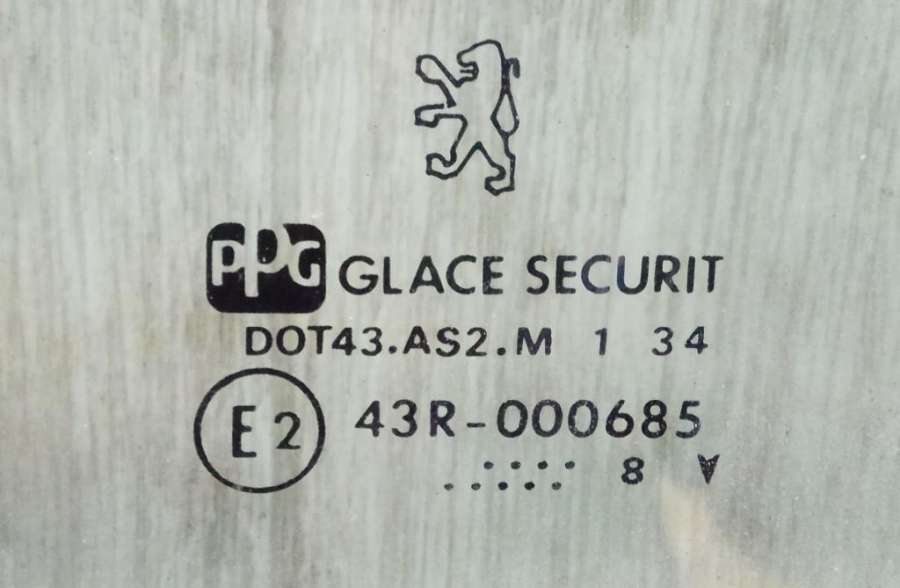 PPG GLACE SECURIT
DOT43.AS2.M 1 34
E2 43R-000685
8